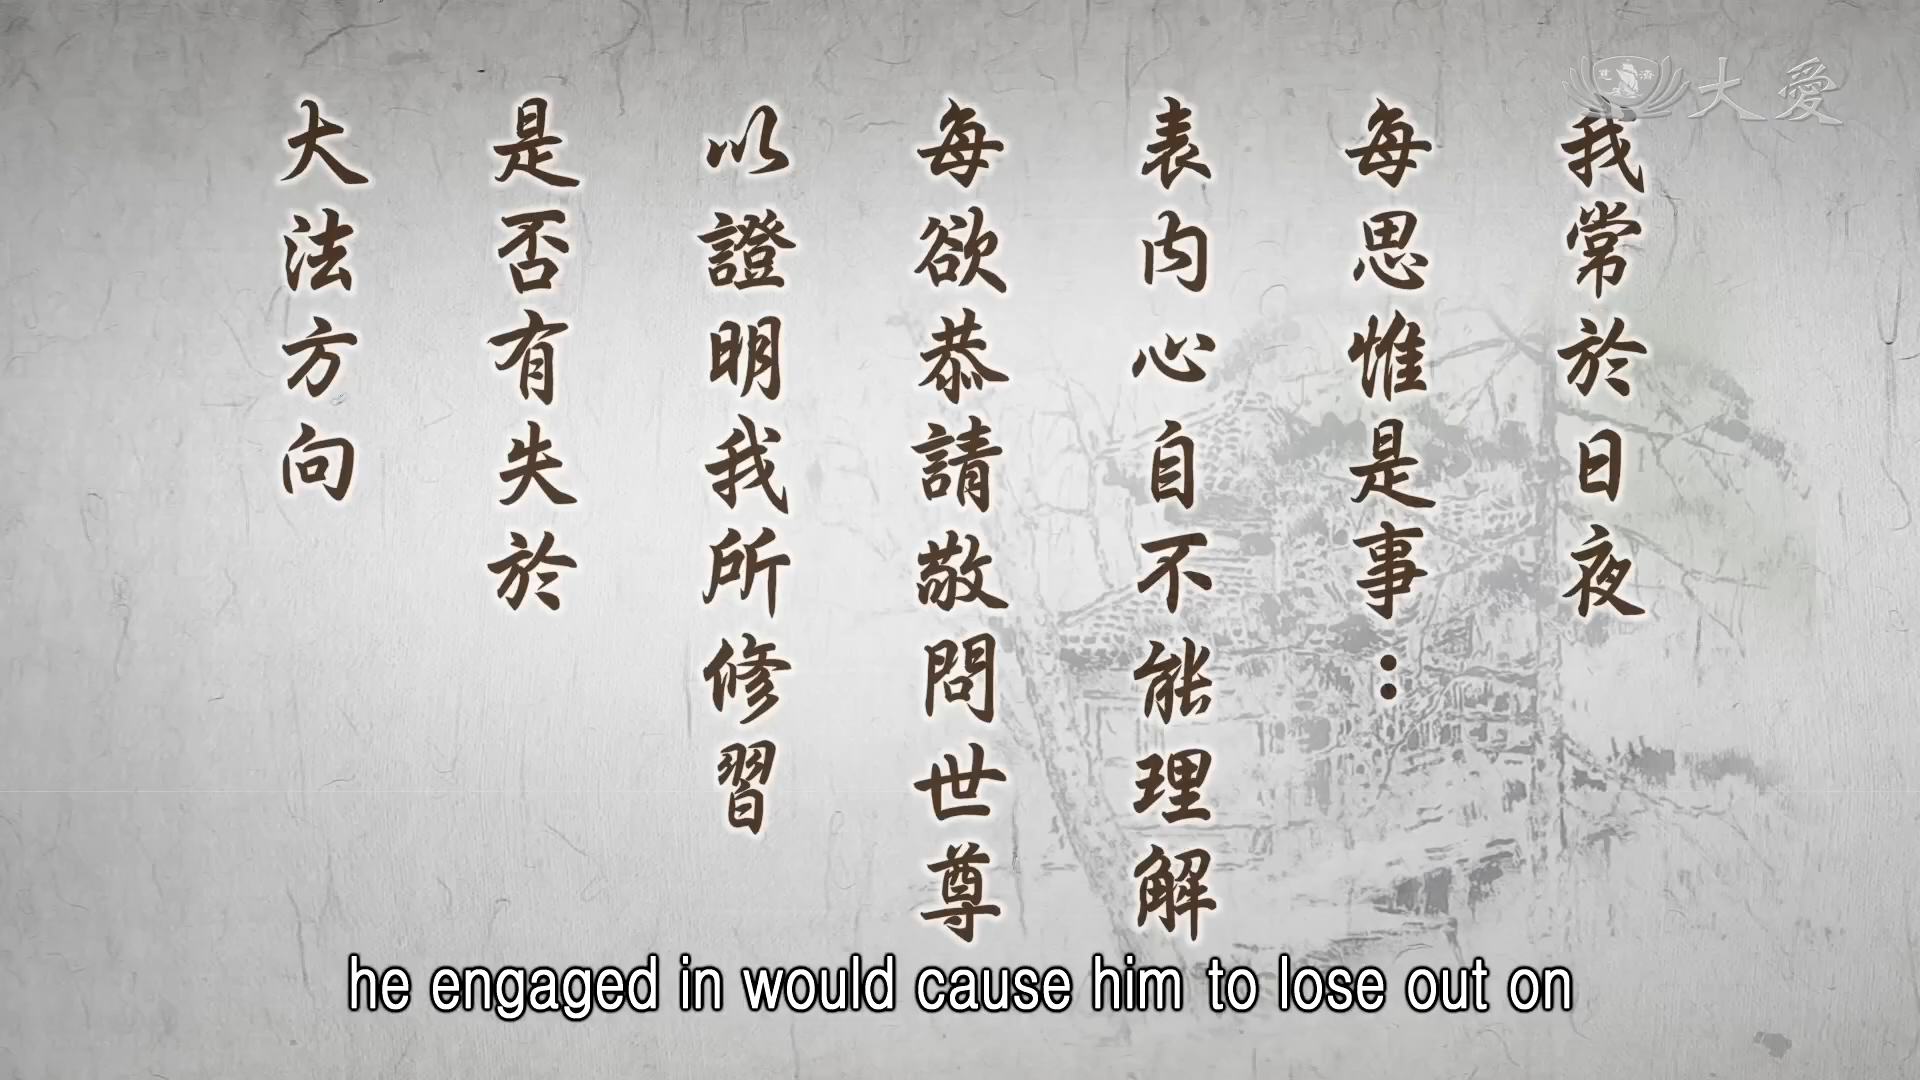 大愛
慈濟
我常於日夜
每思惟是事：
表內心自不能理解
每欲恭請敬問世尊
以證明我所修習
是否有失於
大法方向
he engaged in would cause him to lose out on